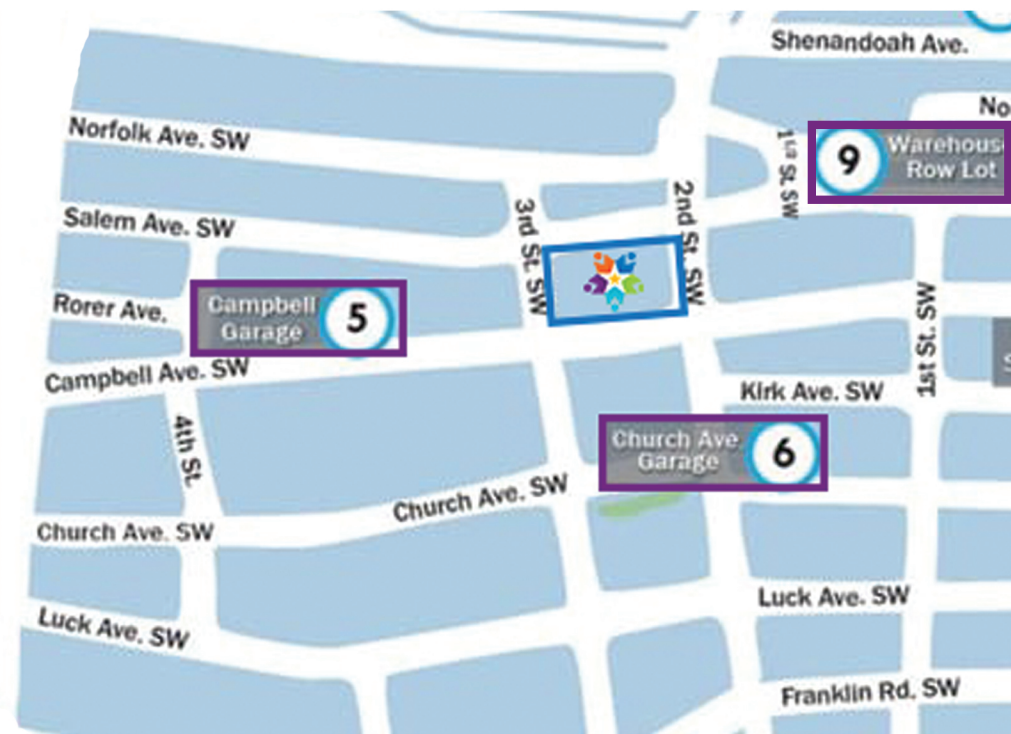 Shenandoah Ave.
No
Norfolk Ave. SW
1st St. SW
9
Warehous
Row Lot
Salem Ave. SW
3rd St. SW
2nd St. SW
Rorer Ave.
Campbell
Garage
5
1st St. SW
Campbell Ave. SW
Kirk Ave. SW
4th St.
Church Ave.
Garage
6
Church Ave. SW
Church Ave. SW
Luck Ave. SW
Luck Ave. SW
Franklin Rd. SW